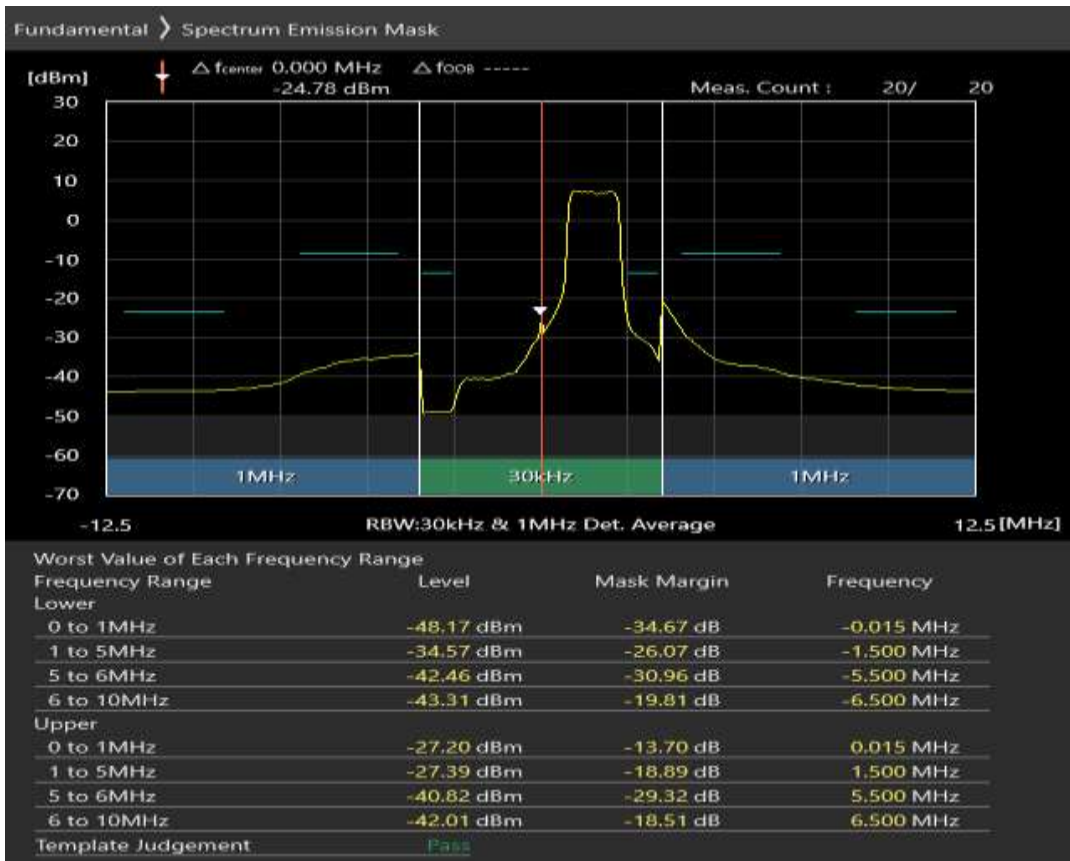 Fundamental 》 Spectrum Emission Mask
[dBm] △ fcenter 0.000 MHz △ fOOB -----
-24.78 dBm Meas. Count : 20/ 20
30
20
10
0
-10
-20
-30
-40
-50
-60
-70
1MHz 30kHz 1MHz
-12.5 RBW:30kHz & 1MHz Det. Average 12.5 [MHz]
Worst Value of Each Frequency Range
Frequency Range Level Mask Margin Frequency
Lower
0 to 1MHz -48.17 dBm -34.67 dB -0.015 MHz
1 to 5MHz -34.57 dBm -26.07 dB -1.500 MHz
5 to 6MHz -42.46 dBm -30.96 dB -5.500 MHz
6 to 10MHz -43.31 dBm -19.81 dB -6.500 MHz
Upper
0 to 1MHz -27.20 dBm -13.70 dB 0.015 MHz
1 to 5MHz -27.39 dBm -18.89 dB 1.500 MHz
5 to 6MHz -40.82 dBm -29.32 dB 5.500 MHz
6 to 10MHz -42.01 dBm -18.51 dB 6.500 MHz
Template Judgement Pass